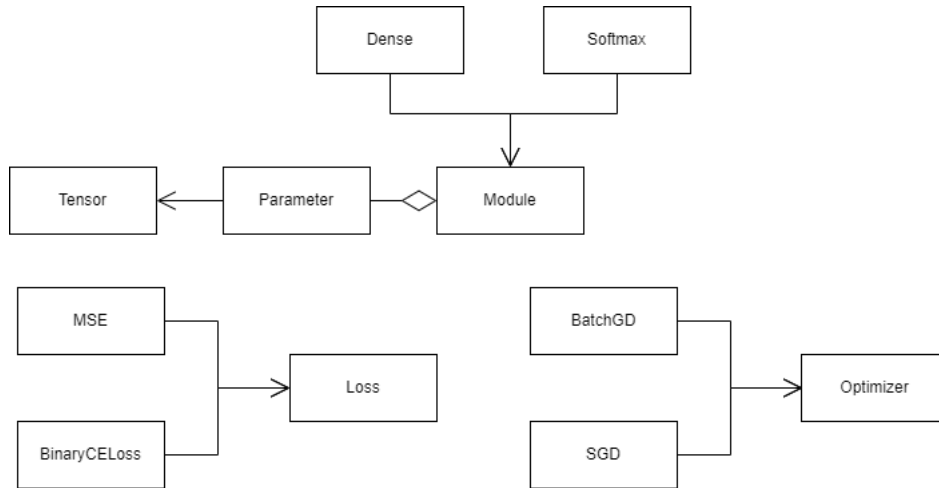 Dense
Softmax
Tensor
Parameter
Module
MSE
BatchGD
Loss
Optimizer
BinaryCELoss
SGD